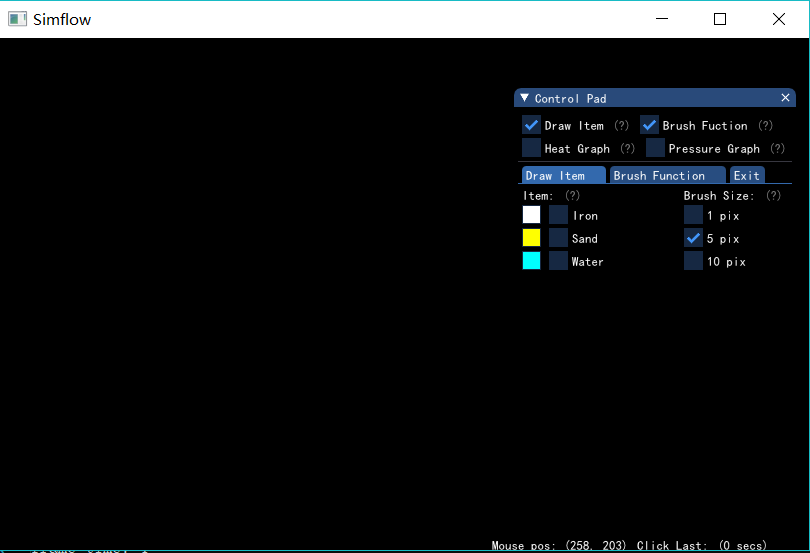 Simflow
Control Pad
Draw Item (?) Brush Fuction (?)
Heat Graph (?) Pressure Graph (?)
Draw Item Brush Function Exit
Item: (?) Brush Size: (?)
Iron 1 pix
Sand 5 pix
Water 10 pix
Mouse pos: (258, 203) Click Last: (0 secs)